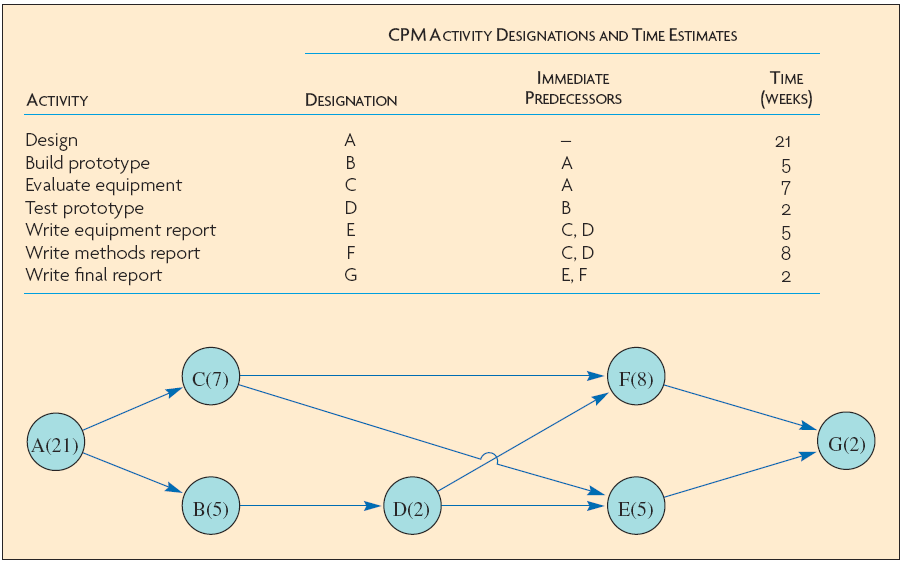 CPM ACTIVITY DESIGNATIONS AND TIME ESTIMATES
IMMEDIATE TIME
ACTIVITY DESIGNATION PREDECESSORS (WEEKS)
Design A – 21
Build prototype B A 5
Evaluate equipment C A 7
Test prototype D B 2
Write equipment report E C, D 5
Write methods report F C, D 8
Write final report G E, F 2
C(7) F(8)
A(21) G(2)
B(5) D(2) E(5)